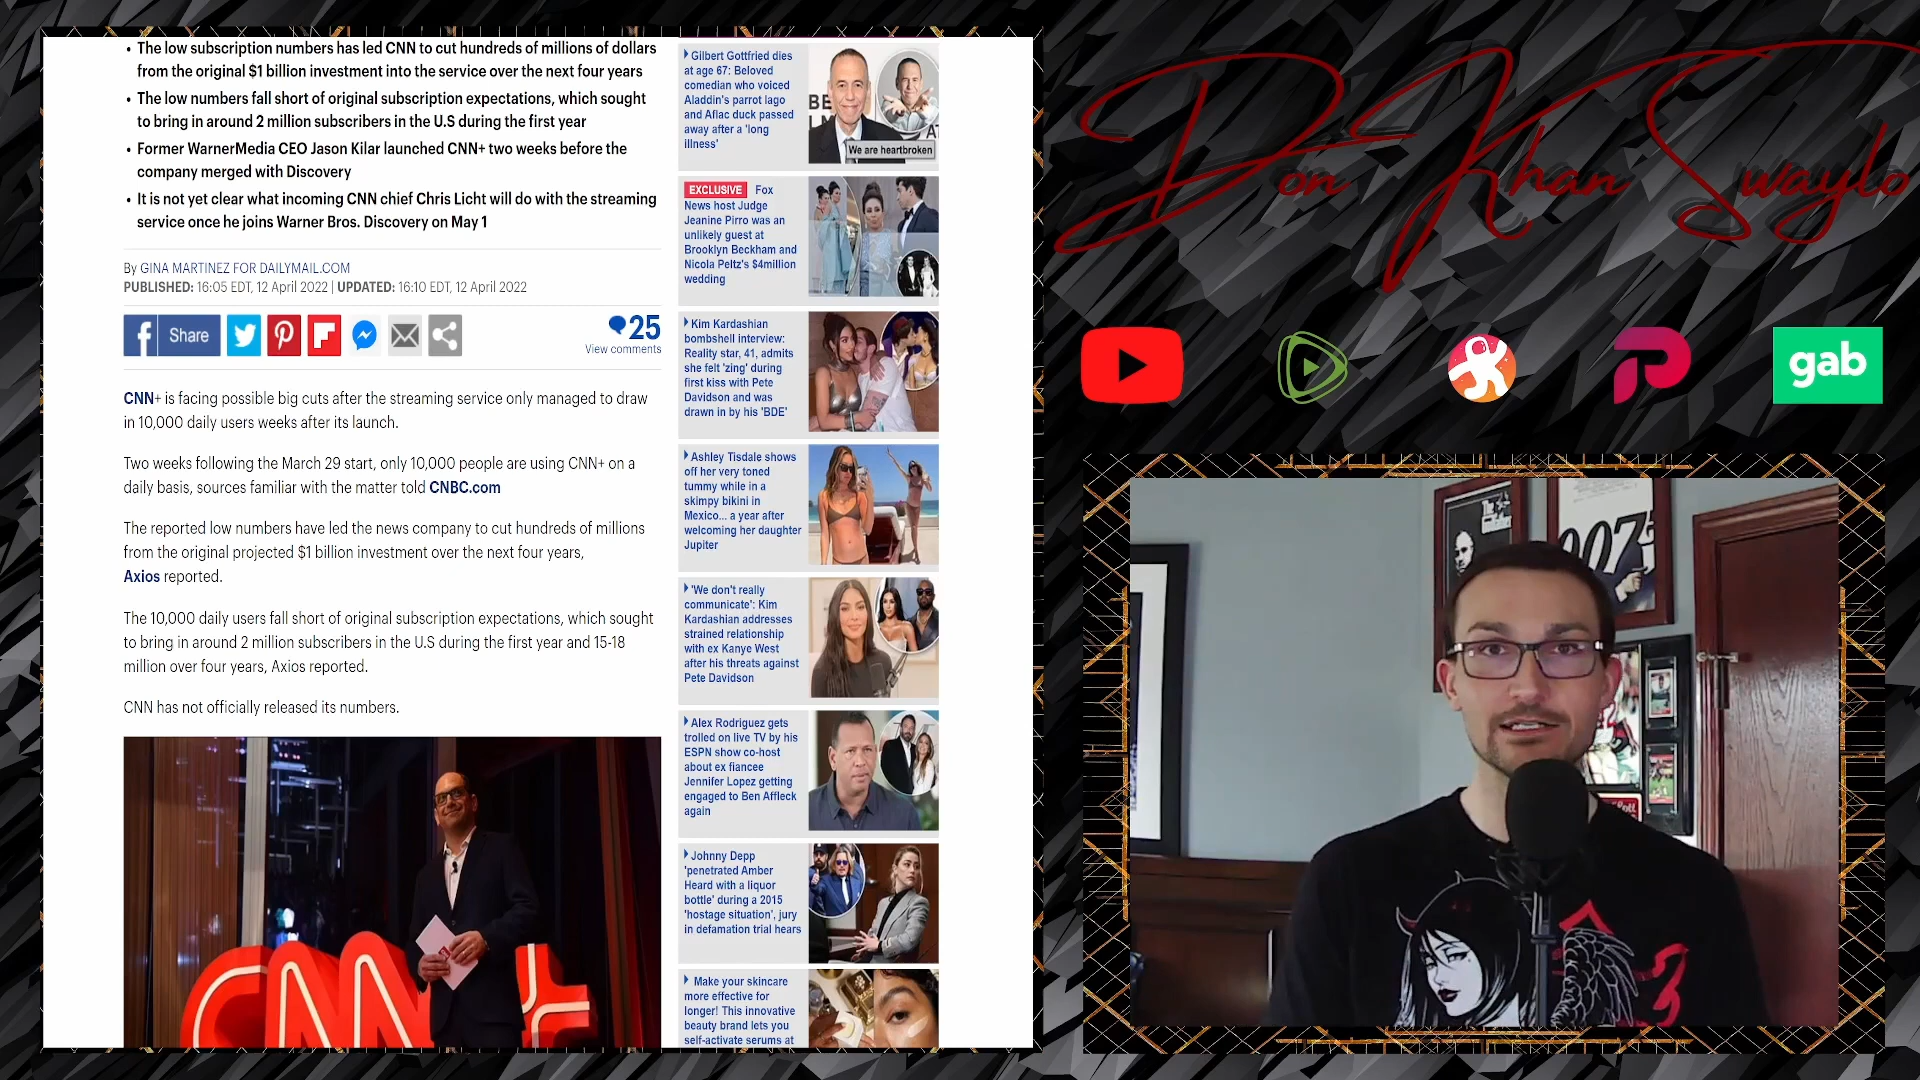 • The low subscription numbers has led CNN to cut hundreds of millions of dollars
from the original $1 billion investment into the service over the next four years
• The low numbers fall short of original subscription expectations, which sought
to bring in around 2 million subscribers in the U.S during the first year
• Former WarnerMedia CEO Jason Kilar launched CNN+ two weeks before the
company merged with Discovery
• It is not yet clear what incoming CNN chief Chris Licht will do with the streaming
service once he joins Warner Bros. Discovery on May 1
By GINA MARTINEZ FOR DAILYMAIL.COM
PUBLISHED: 16:05 EDT, 12 April 2022 | UPDATED: 16:10 EDT, 12 April 2022
f Share
25
View comments
CNN+ is facing possible big cuts after the streaming service only managed to draw
in 10,000 daily users weeks after its launch.
Two weeks following the March 29 start, only 10,000 people are using CNN+ on a
daily basis, sources familiar with the matter told CNBC.com
The reported low numbers have led the news company to cut hundreds of millions
from the original projected $1 billion investment over the next four years,
Axios reported.
The 10,000 daily users fall short of original subscription expectations, which sought
to bring in around 2 million subscribers in the U.S during the first year and 15-18
million over four years, Axios reported.
CNN has not officially released its numbers.
CNN+
Gilbert Gottfried dies
at age 67: Beloved
comedian who voiced
Aladdin's parrot Iago
and Aflac duck passed
away after a 'long
illness'
We are heartbroken
EXCLUSIVE Fox
News host Judge
Jeanine Pirro was an
unlikely guest at
Brooklyn Beckham and
Nicola Peltz's $4million
wedding
Kim Kardashian
bombshell interview:
Reality star, 41, admits
she felt 'zing' during
first kiss with Pete
Davidson and was
drawn in by his 'BDE'
Ashley Tisdale shows
off her very toned
tummy while in a
skimpy bikini in
Mexico... a year after
welcoming her daughter
Jupiter
'We don't really
communicate': Kim
Kardashian addresses
strained relationship
with ex Kanye West
after his threats against
Pete Davidson
Alex Rodriguez gets
trolled on live TV by his
ESPN show co-host
about ex fiancee
Jennifer Lopez getting
engaged to Ben Affleck
again
Johnny Depp
'penetrated Amber
Heard with a liquor
bottle' during a 2015
'hostage situation', jury
in defamation trial hears
Make your skincare
more effective for
longer! This innovative
beauty brand lets you
self-activate serums at
Don Khan Swaylo
gab
007